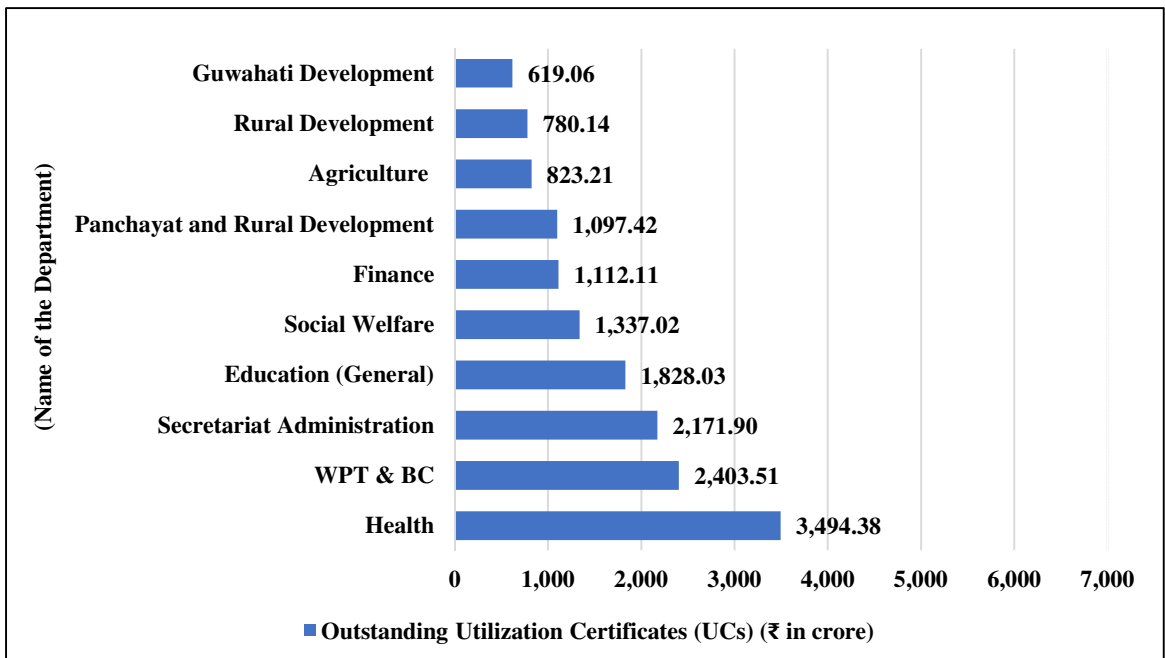 (Name of the Department)
Guwahati Development 619.06
Rural Development 780.14
Agriculture 823.21
Panchayat and Rural Development 1,097.42
Finance 1,112.11
Social Welfare 1,337.02
Education (General) 1,828.03
Secretariat Administration 2,171.90
WPT & BC 2,403.51
Health 3,494.38
0 1,000 2,000 3,000 4,000 5,000 6,000 7,000
Outstanding Utilization Certificates (UCs) (₹ in crore)